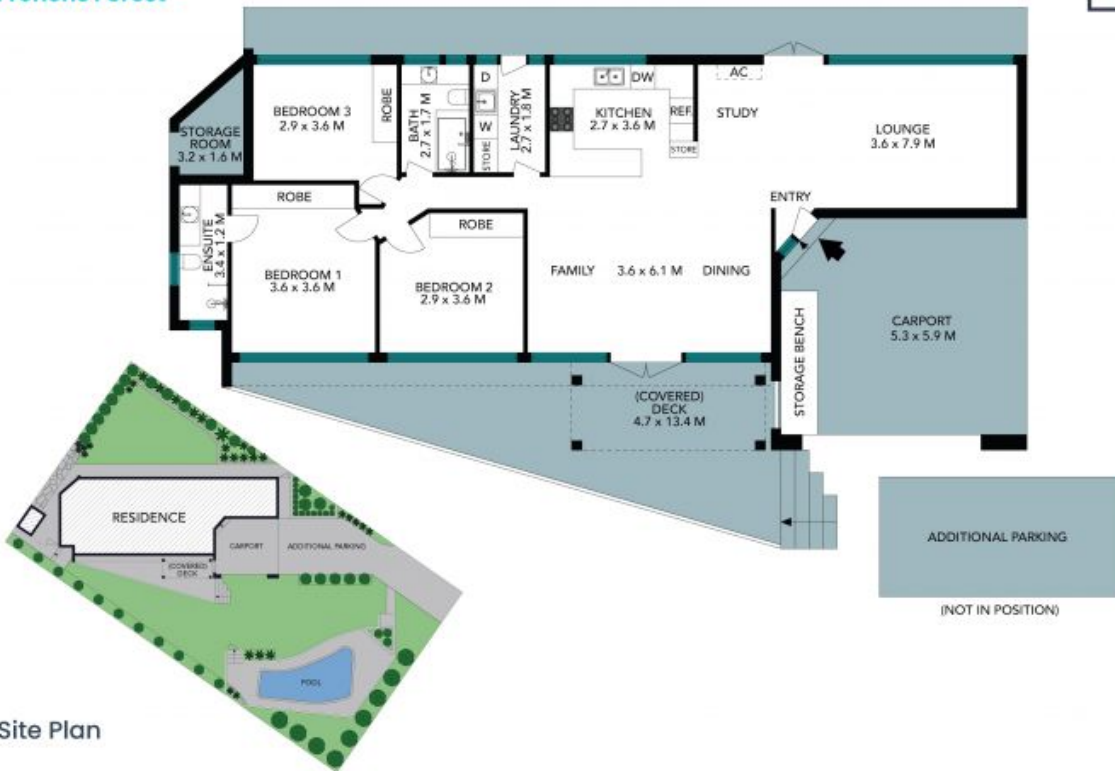 BEDROOM 3
2.9 x 3.6 M
ROBE
BATH
2.7 x 1.7 M
D
W
STORE
LAUNDRY
2.7 x 1.8 M
DW
KITCHEN
2.7 x 3.6 M
REF.
STORE
AC
STUDY
LOUNGE
3.6 x 7.9 M
STORAGE
ROOM
3.2 x 1.6 M
ENSUITE
3.4 x 1.2 M
ROBE
BEDROOM 1
3.6 x 3.6 M
ROBE
BEDROOM 2
2.9 x 3.6 M
FAMILY 3.6 x 6.1 M DINING
ENTRY
CARPORT
5.3 x 5.9 M
STORAGE BENCH
(COVERED)
DECK
4.7 x 13.4 M
ADDITIONAL PARKING
(NOT IN POSITION)
RESIDENCE
CARPORT
ADDITIONAL PARKING
(COVERED)
DECK
POOL
Site Plan